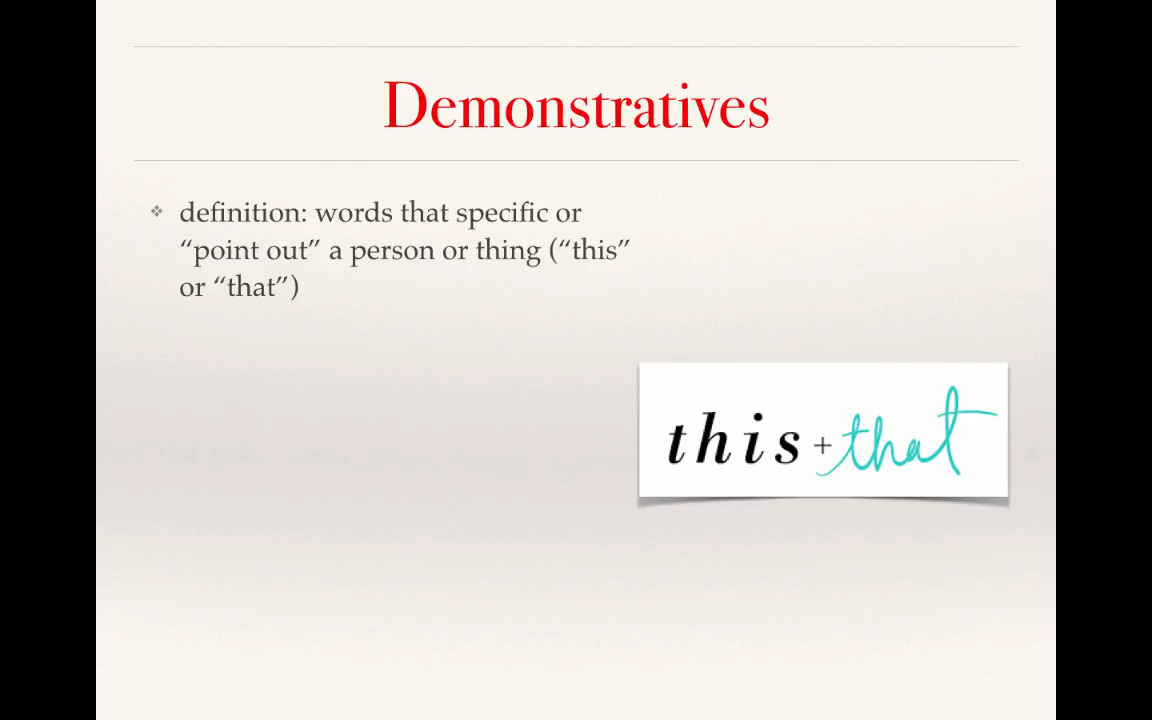 Demonstratives
definition: words that specific or
“point out” a person or thing (“this”
or “that”)
this + that